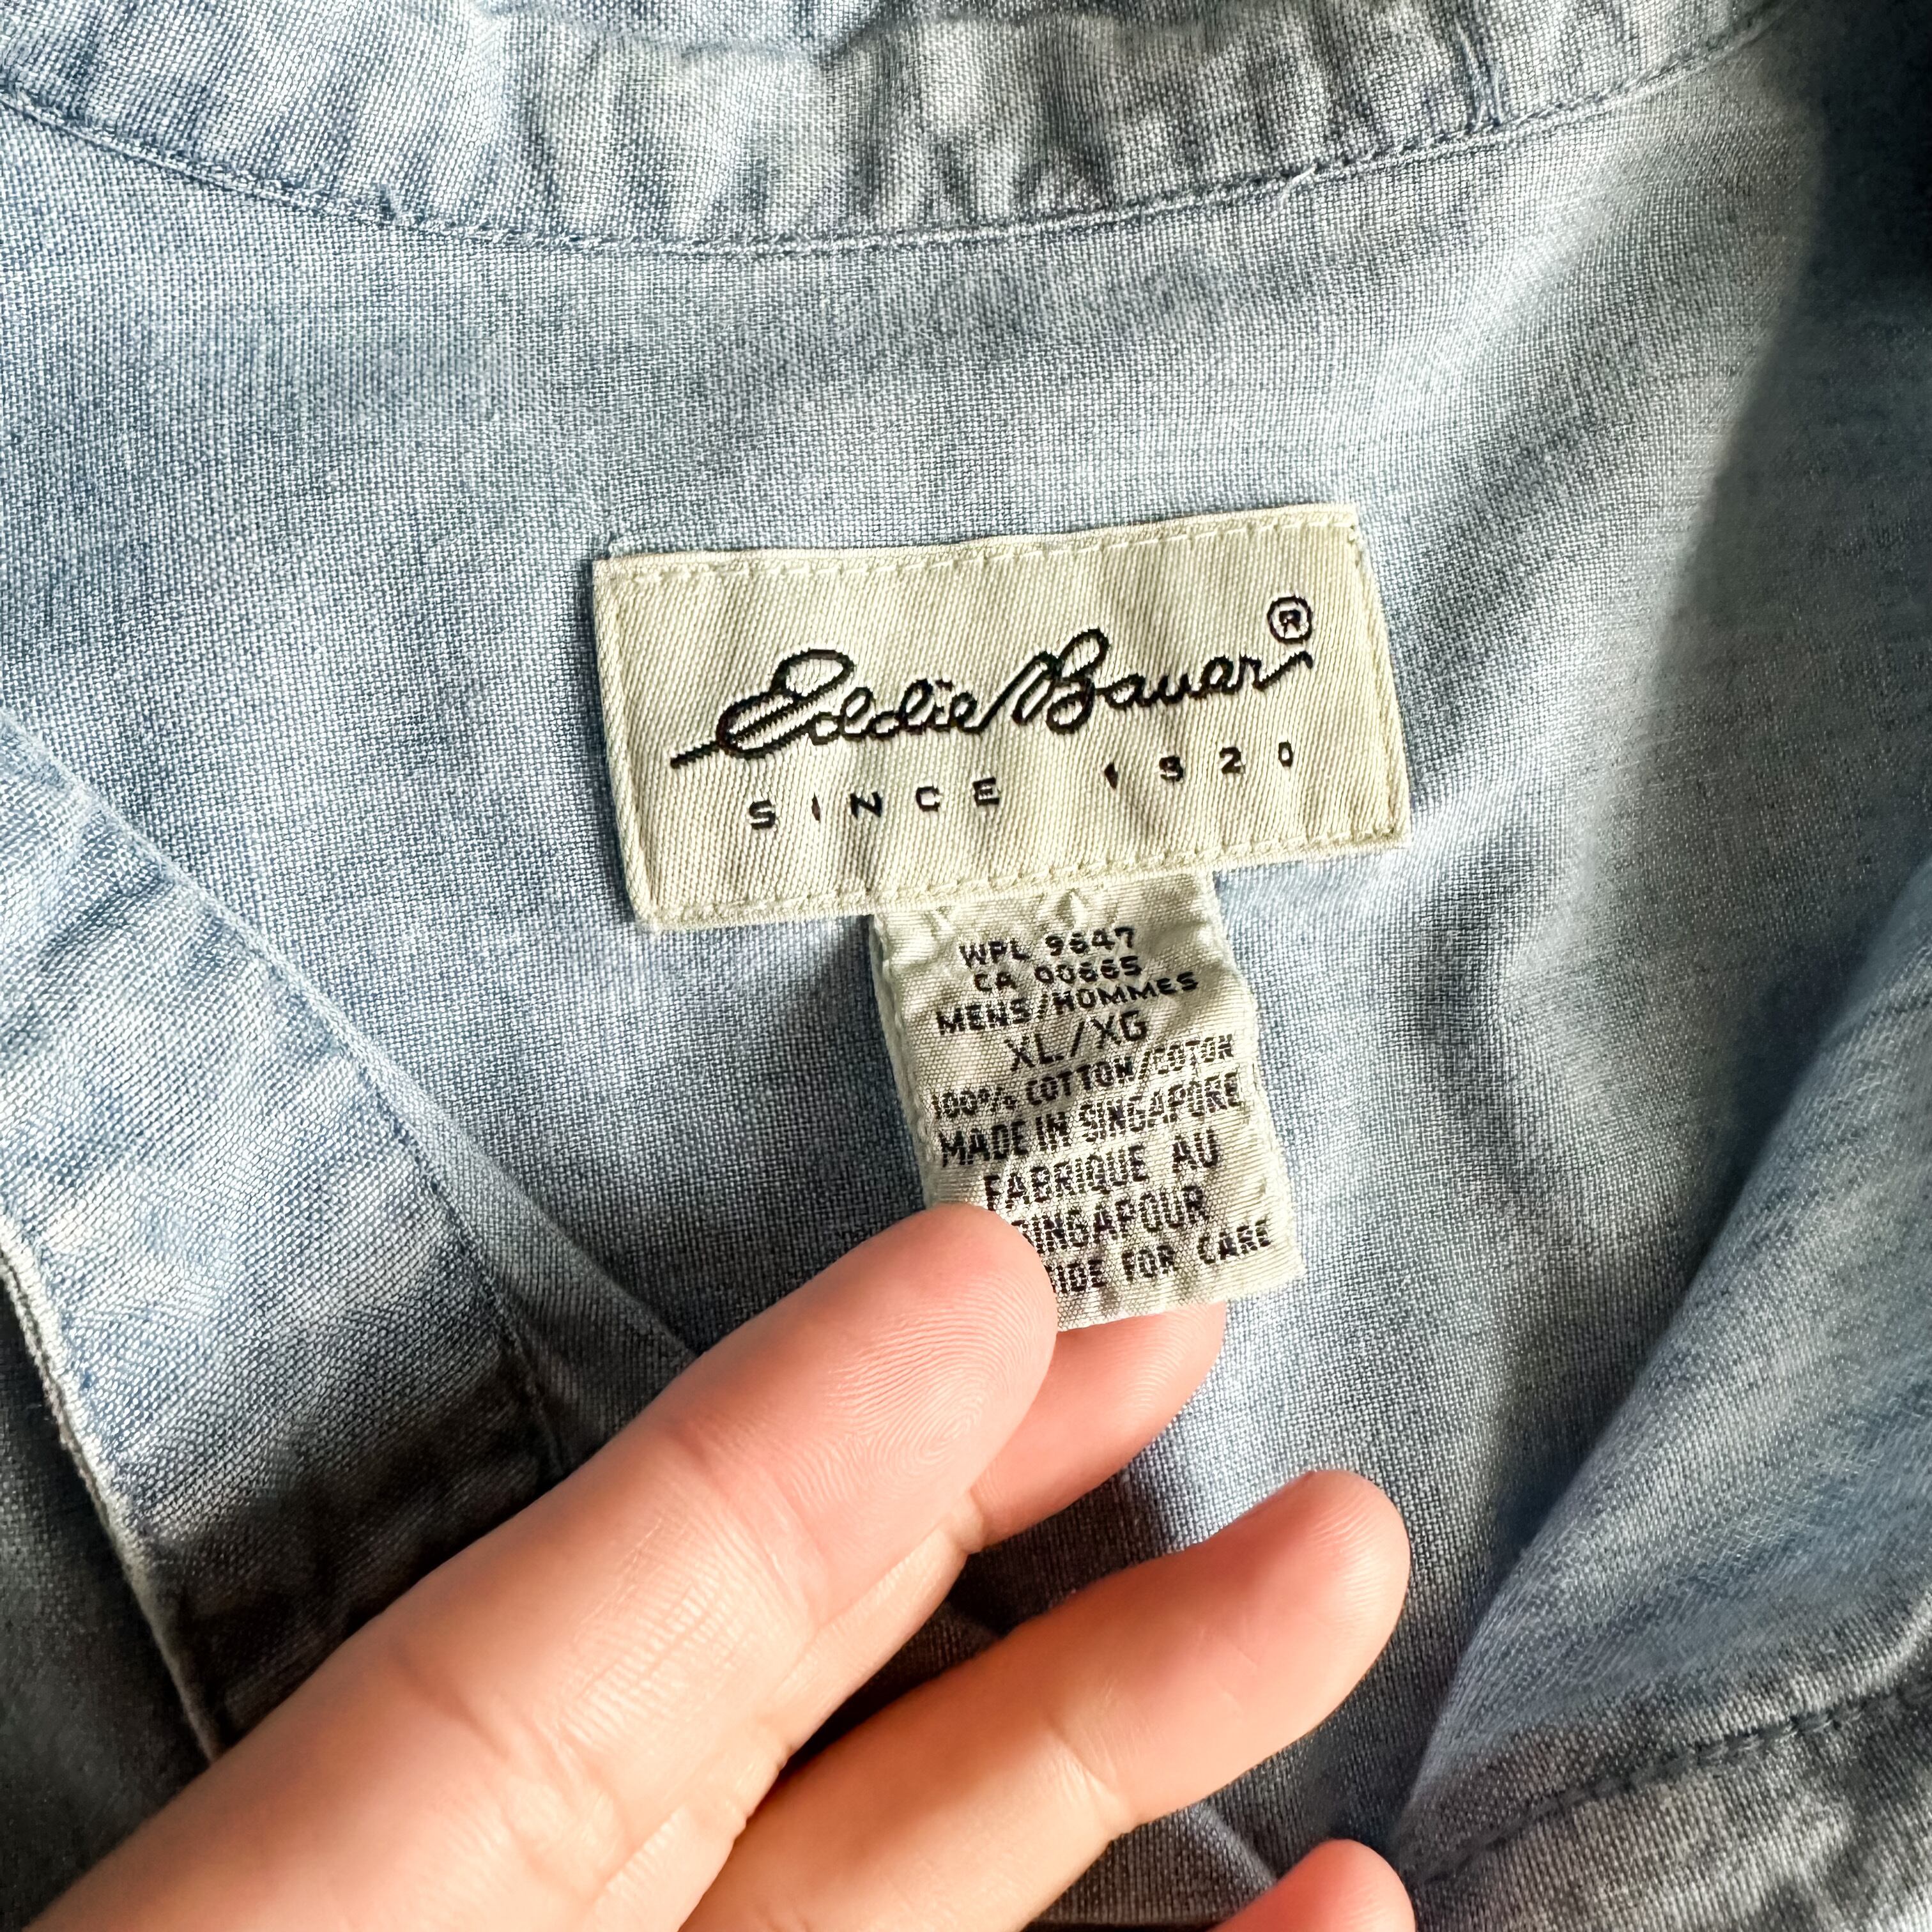 Eddie Bauer ®
SINCE 1920
WPL 9647
CA 00665
MENS/HOMMES
XL/XG
100% COTTON/COTON
MADE IN SINGAPORE
FABRIQUE AU
SINGAPOUR
FOR CARE